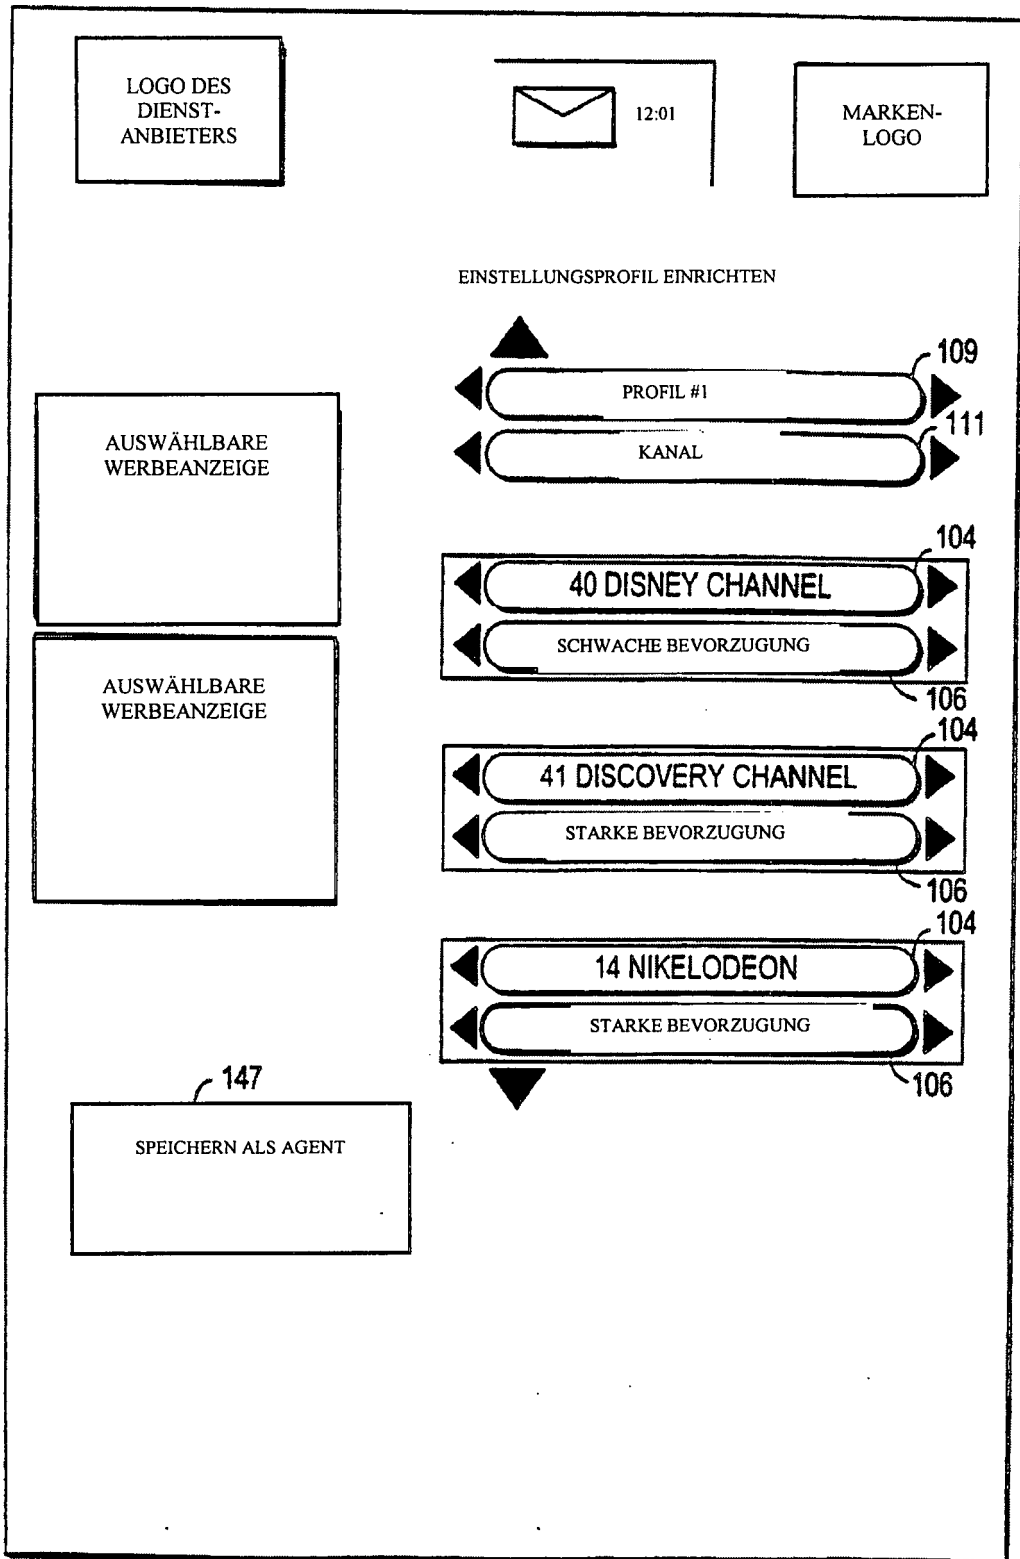 LOGO DES
DIENST-
ANBIETERS
12:01
MARKEN-
LOGO
EINSTELLUNGSPROFIL EINRICHTEN
109
PROFIL #1
111
KANAL
AUSWÄHLBARE
WERBEANZEIGE
104
40 DISNEY CHANNEL
SCHWACHE BEVORZUGUNG
106
AUSWÄHLBARE
WERBEANZEIGE
104
41 DISCOVERY CHANNEL
STARKE BEVORZUGUNG
106
104
14 NIKELODEON
STARKE BEVORZUGUNG
106
147
SPEICHERN ALS AGENT